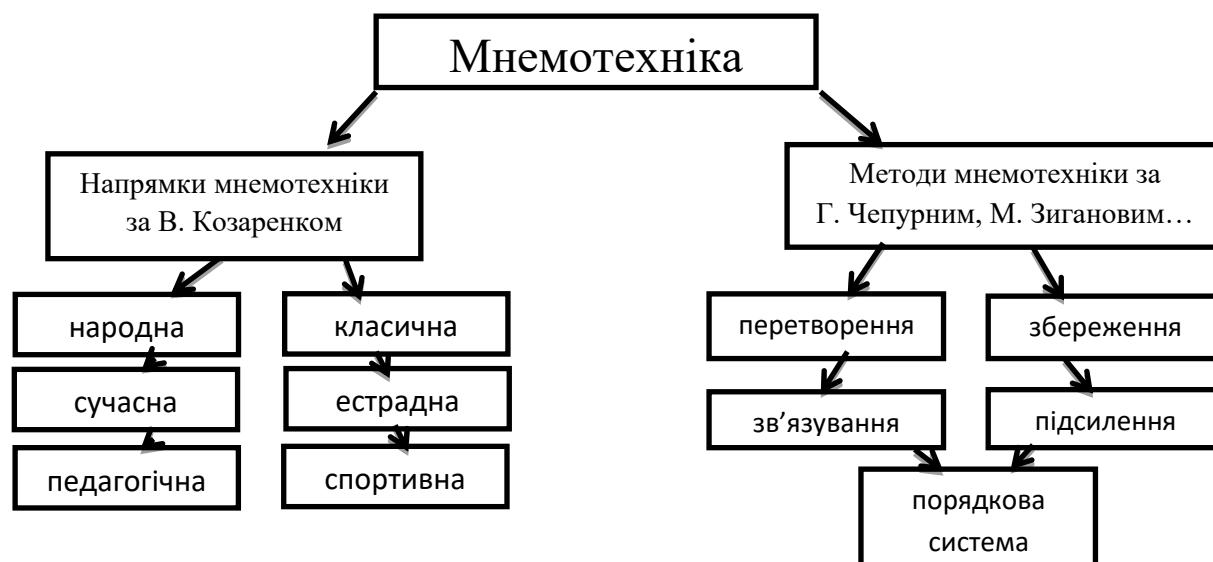 Мнемотехніка
Напрямки мнемотехніки
за В. Козаренком
Методи мнемотехніки за
Г. Чепурним, М. Зигановим…
народна
класична
перетворення
збереження
сучасна
естрадна
зв’язування
підсилення
педагогічна
спортивна
порядкова
система